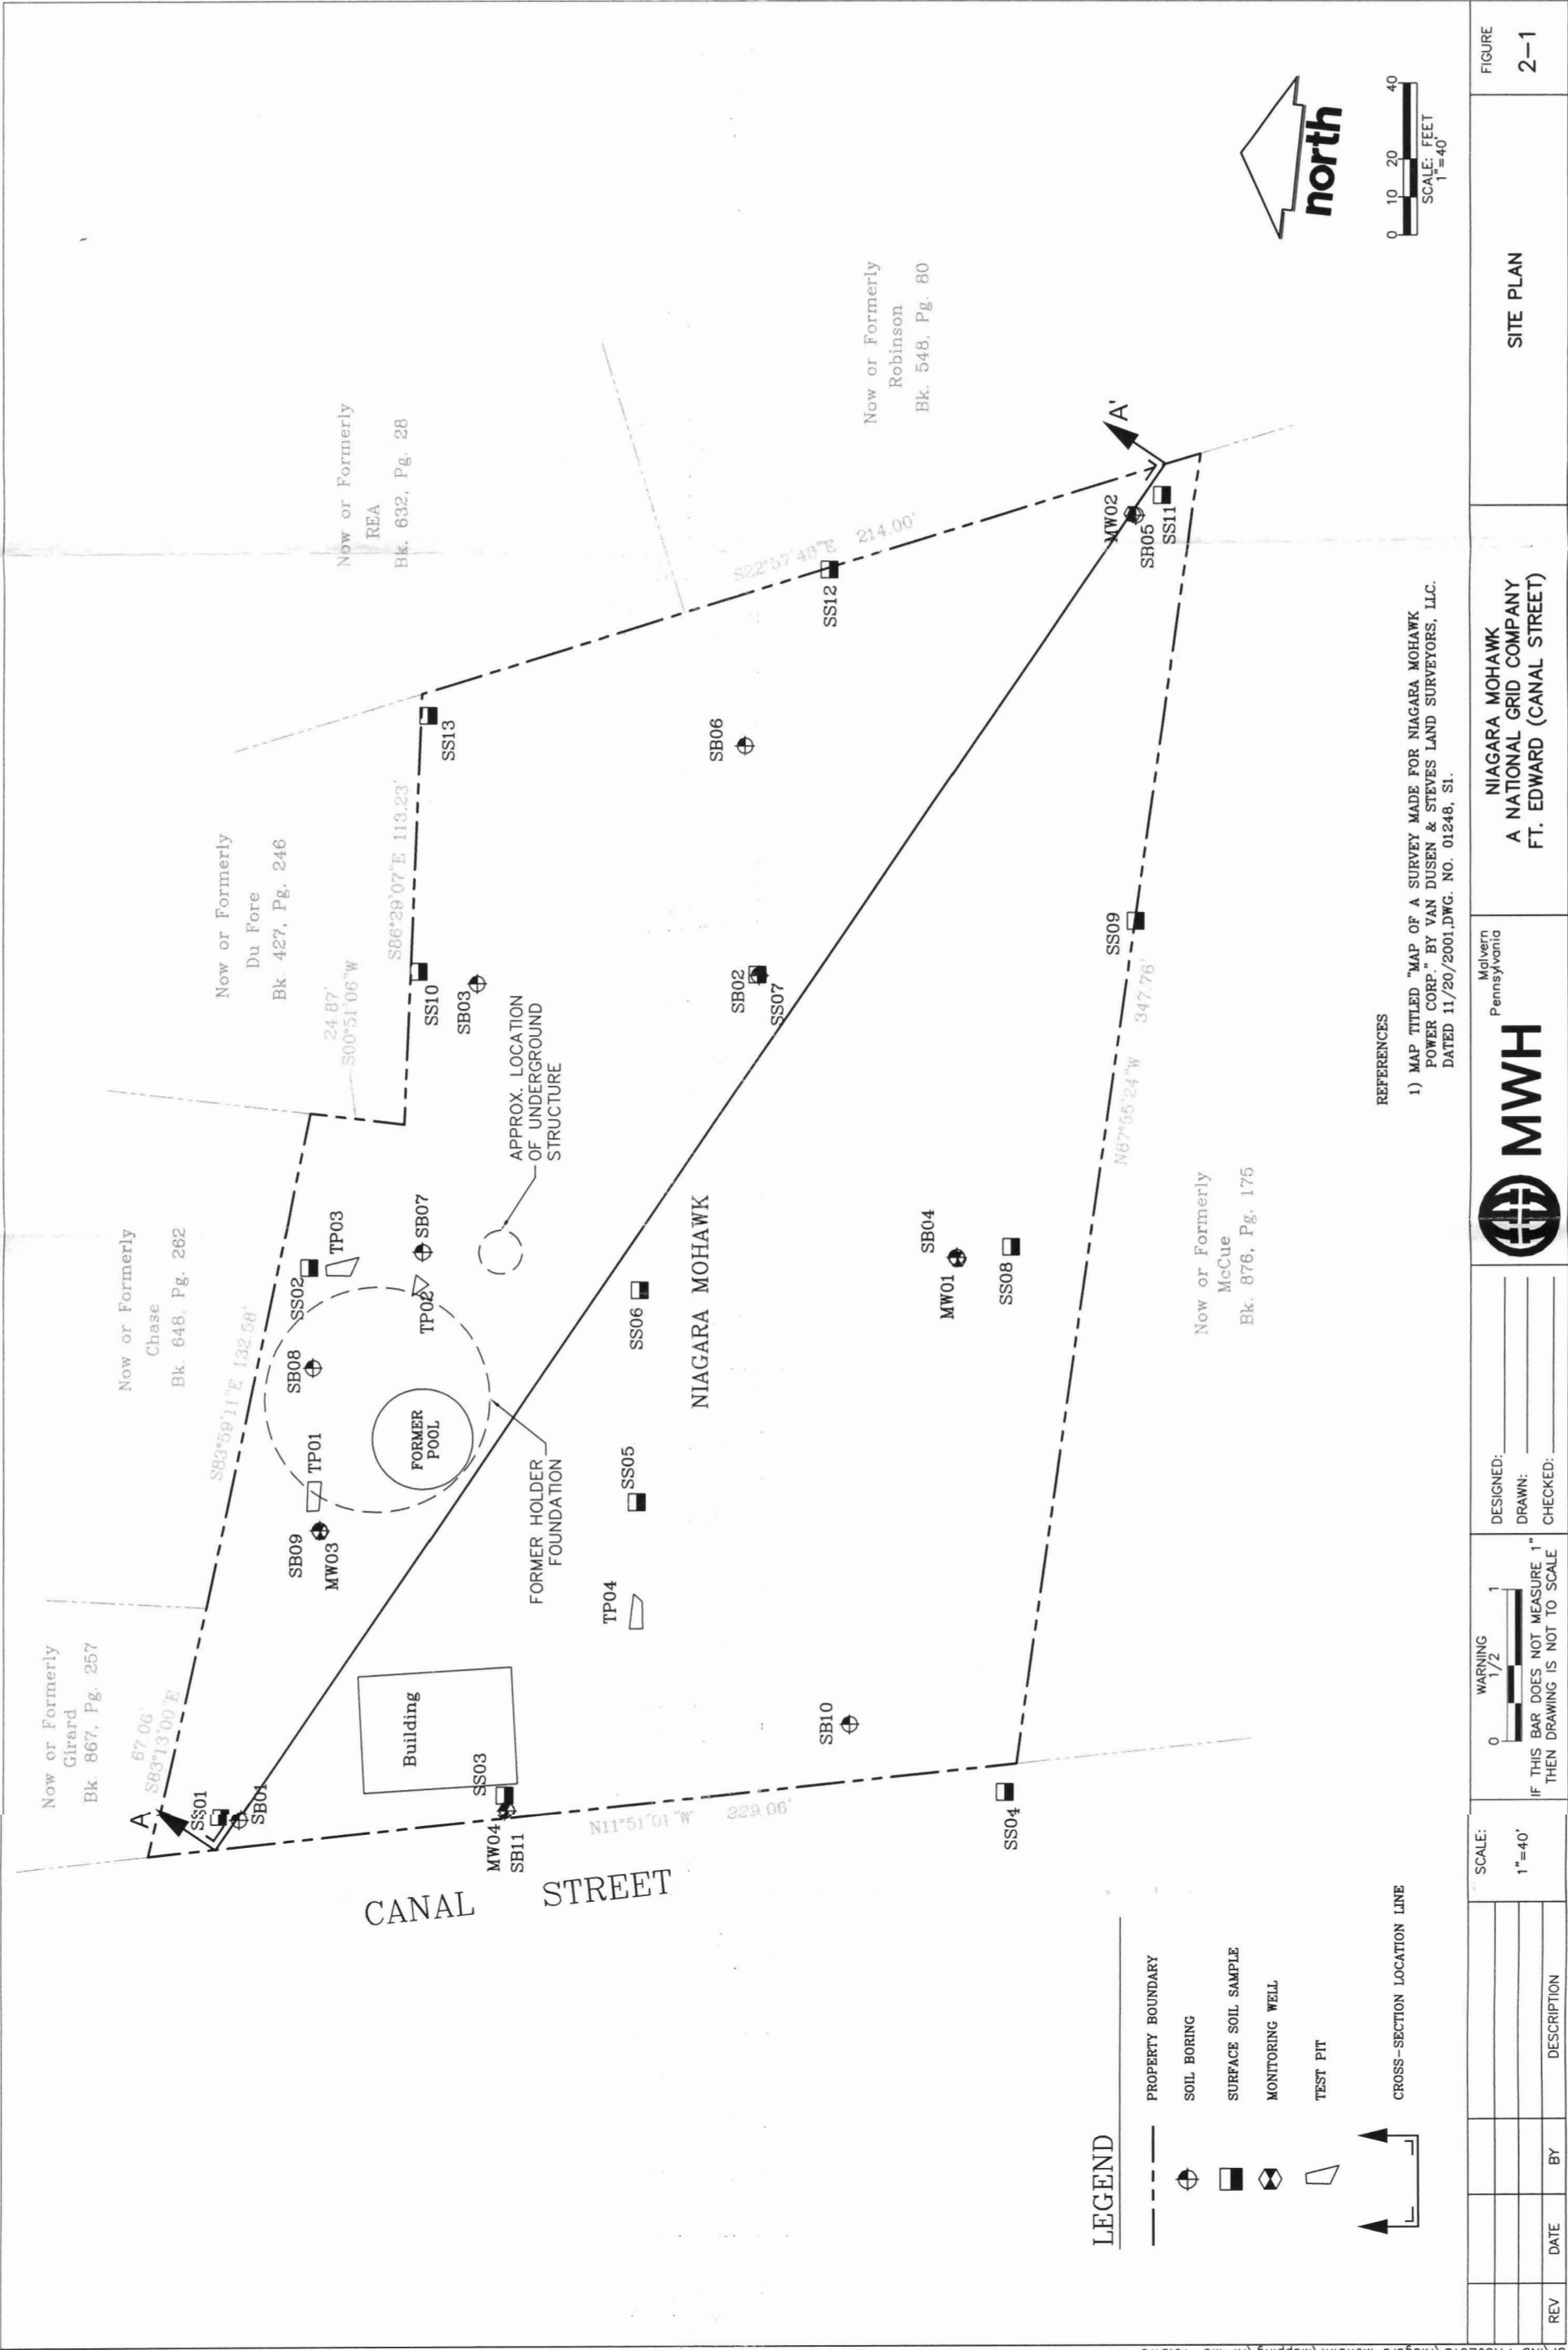 Now or Formerly
Girard
Bk. 867, Pg. 257
67.06'
S83°13'00"E
Now or Formerly
Chase
Bk. 648, Pg. 262
S83°59'11"E 132.58'
Now or Formerly
Du Fore
Bk. 427, Pg. 246
24.87'
S00°51'06"W
S86°29'07"E 113.23'
Now or Formerly
REA
Bk. 632, Pg. 28
Now or Formerly
Robinson
Bk. 548, Pg. 80
S22°57'48"E 214.00'
A
SS01
SB01
SB09
MW03
TP01
SB08
SS02
TP03
FORMER
POOL
TP02
SB07
SS10
SB03
SS13
Building
SS03
MW04
SB11
FORMER HOLDER
FOUNDATION
APPROX. LOCATION
OF UNDERGROUND
STRUCTURE
TP04
SS05
SS06
NIAGARA MOHAWK
SB02
SS07
SB06
SS12
CANAL STREET
N11°51'01"W 329.06'
SB10
SS04
MW01
SB04
SS08
SS09
N87°55'24"W 347.76'
MW02
SB05
SS11
A'
Now or Formerly
McCue
Bk. 876, Pg. 175
north
0 10 20 40
SCALE: FEET
1"=40'
LEGEND
PROPERTY BOUNDARY
SOIL BORING
SURFACE SOIL SAMPLE
MONITORING WELL
TEST PIT
CROSS-SECTION LOCATION LINE
REFERENCES
1) MAP TITLED "MAP OF A SURVEY MADE FOR NIAGARA MOHAWK
POWER CORP." BY VAN DUSEN & STEVES LAND SURVEYORS, LLC.
DATED 11/20/2001,DWG. NO. 01248, S1.
REV DATE BY DESCRIPTION
SCALE:
1"=40'
WARNING
0 1/2 1
IF THIS BAR DOES NOT MEASURE 1"
THEN DRAWING IS NOT TO SCALE
DESIGNED:
DRAWN:
CHECKED:
MWH
Malvern
Pennsylvania
NIAGARA MOHAWK
A NATIONAL GRID COMPANY
FT. EDWARD (CANAL STREET)
SITE PLAN
FIGURE
2-1